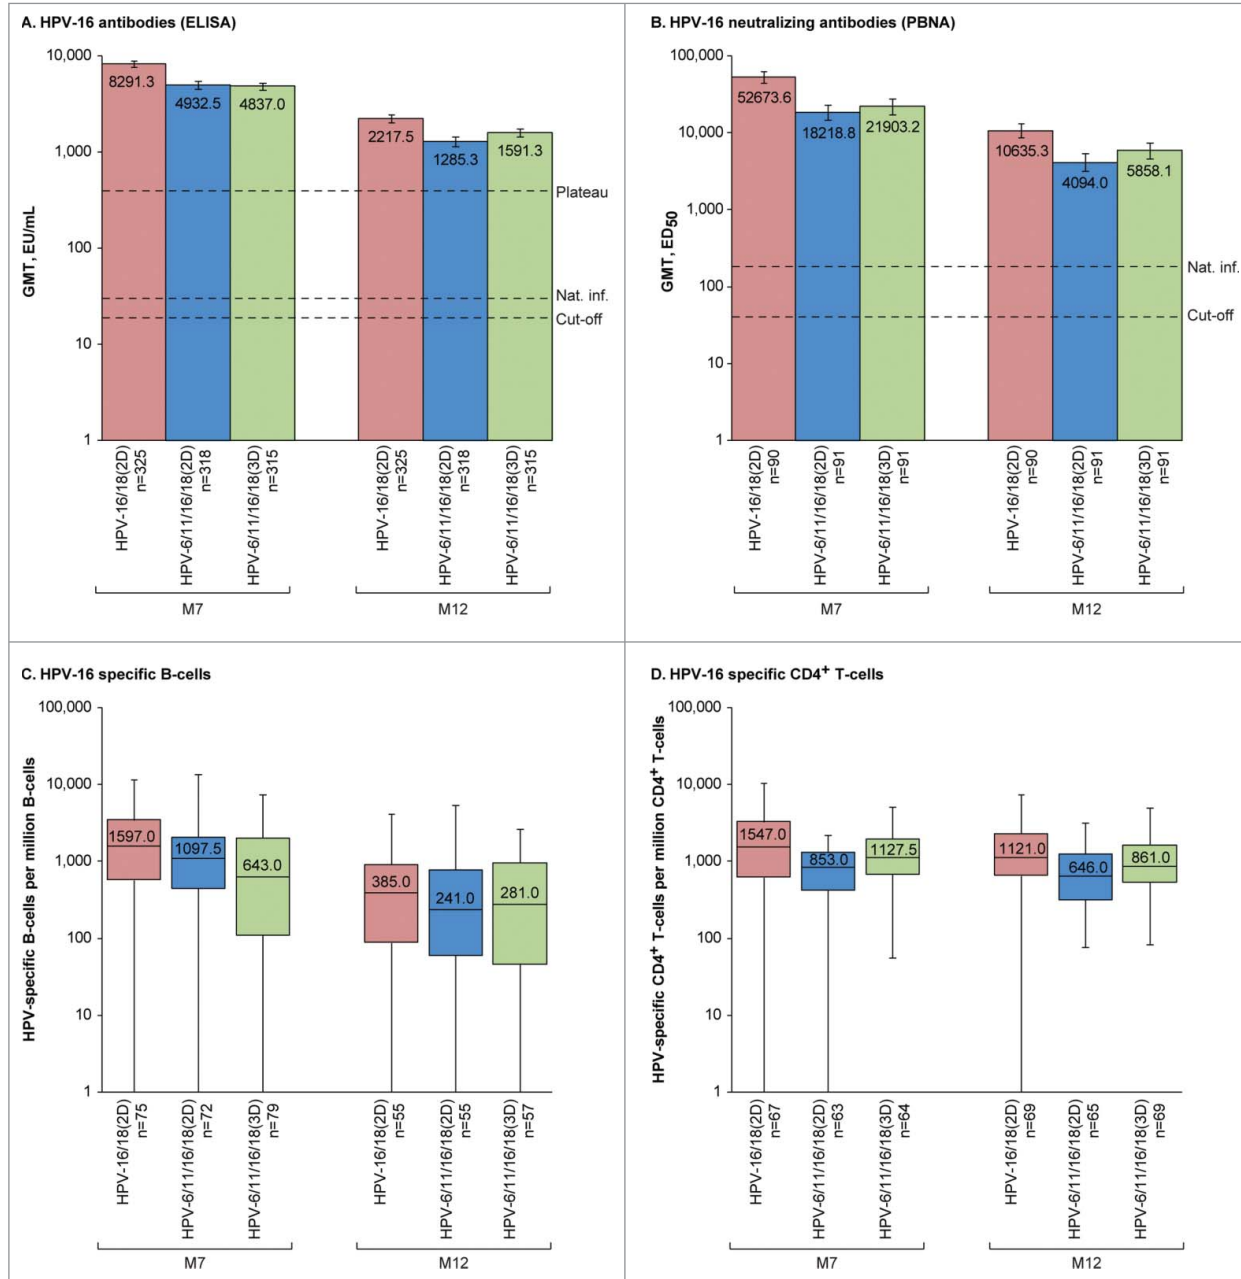 A. HPV-16 antibodies (ELISA)
GMT, EU/mL
10,000
1,000
100
10
1
8291.3
4932.5
4837.0
2217.5
1285.3
1591.3
Plateau
Nat. inf.
Cut-off
HPV-16/18(2D)
n=325
HPV-6/11/16/18(2D)
n=318
HPV-6/11/16/18(3D)
n=315
HPV-16/18(2D)
n=325
HPV-6/11/16/18(2D)
n=318
HPV-6/11/16/18(3D)
n=315
M7
M12
B. HPV-16 neutralizing antibodies (PBNA)
GMT, ED50
100,000
10,000
1,000
100
10
1
52673.6
18218.8
21903.2
10635.3
4094.0
5858.1
Nat. inf.
Cut-off
HPV-16/18(2D)
n=90
HPV-6/11/16/18(2D)
n=91
HPV-6/11/16/18(3D)
n=91
HPV-16/18(2D)
n=90
HPV-6/11/16/18(2D)
n=91
HPV-6/11/16/18(3D)
n=91
M7
M12
C. HPV-16 specific B-cells
HPV-specific B-cells per million B-cells
100,000
10,000
1,000
100
10
1
1597.0
1097.5
643.0
385.0
241.0
281.0
HPV-16/18(2D)
n=75
HPV-6/11/16/18(2D)
n=72
HPV-6/11/16/18(3D)
n=79
HPV-16/18(2D)
n=55
HPV-6/11/16/18(2D)
n=55
HPV-6/11/16/18(3D)
n=57
M7
M12
D. HPV-16 specific CD4+ T-cells
HPV-specific CD4+ T-cells per million CD4+ T-cells
100,000
10,000
1,000
100
10
1
1547.0
853.0
1127.5
1121.0
646.0
861.0
HPV-16/18(2D)
n=67
HPV-6/11/16/18(2D)
n=63
HPV-6/11/16/18(3D)
n=64
HPV-16/18(2D)
n=69
HPV-6/11/16/18(2D)
n=65
HPV-6/11/16/18(3D)
n=69
M7
M12